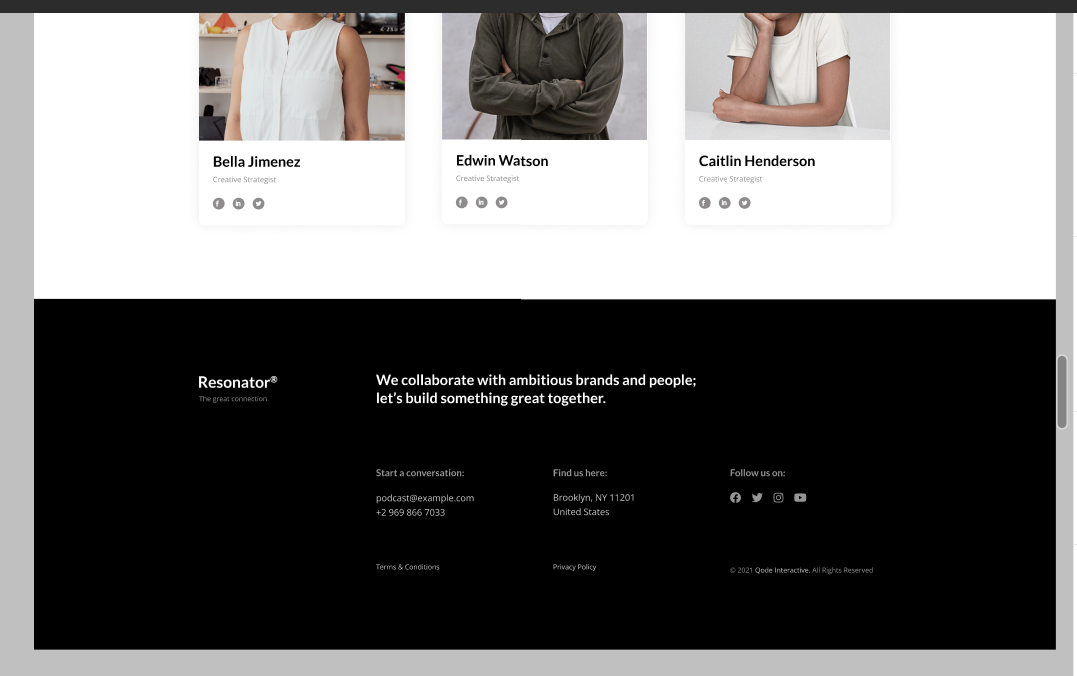 Bella Jimenez
Creative Strategist
Edwin Watson
Creative Strategist
Caitlin Henderson
Creative Strategist
Resonator®
The great connection.
We collaborate with ambitious brands and people;
let’s build something great together.
Start a conversation:
podcast@example.com
+2 969 866 7033
Find us here:
Brooklyn, NY 11201
United States
Follow us on:
Terms & Conditions
Privacy Policy
© 2021 Qode Interactive, All Rights Reserved